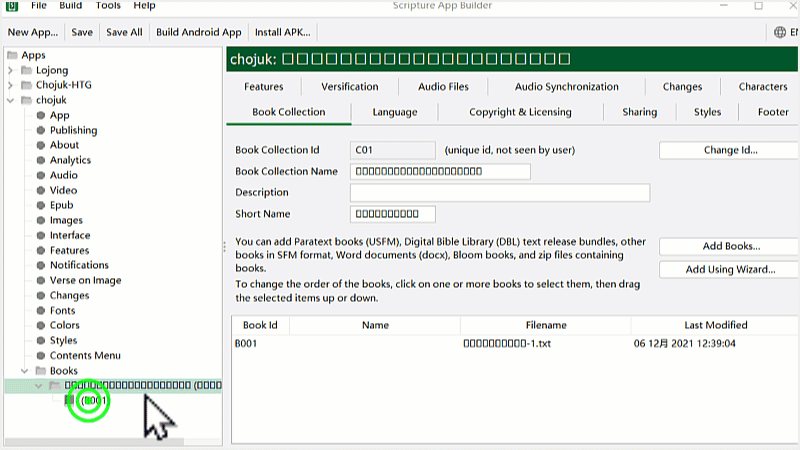 Scripture App Builder
File Build Tools Help
New App... Save Save All Build Android App Install APK...
Apps
Lojong
Chojuk-HTG
chojuk
App
Publishing
About
Analytics
Audio
Video
Epub
Images
Interface
Features
Notifications
Verse on Image
Changes
Fonts
Colors
Styles
Contents Menu
Books
(B001)
chojuk:
Features Versification Audio Files Audio Synchronization Changes Characters
Book Collection Language Copyright & Licensing Sharing Styles Footer
Book Collection Id C01 (unique id, not seen by user) Change Id...
Book Collection Name
Description
Short Name
You can add Paratext books (USFM), Digital Bible Library (DBL) text release bundles, other
books in SFM format, Word documents (docx), Bloom books, and zip files containing
books.
Add Books...
Add Using Wizard...
To change the order of the books, click on one or more books to select them, then drag
the selected items up or down.
Book Id Name Filename Last Modified
B001 -1.txt 06 12月 2021 12:39:04